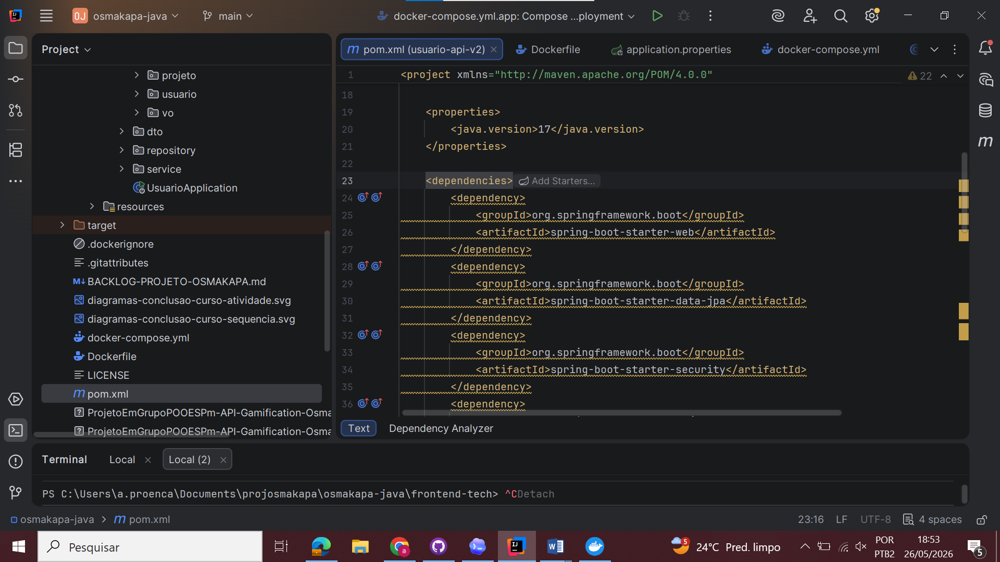 OJ osmakapa-java main docker-compose.yml.app: Compose ...ployment
Project
projeto
usuario
vo
dto
repository
service
UsuarioApplication
resources
target
.dockerignore
.gitattributes
M↓ BACKLOG-PROJETO-OSMAKAPA.md
diagramas-conclusao-curso-atividade.svg
diagramas-conclusao-curso-sequencia.svg
docker-compose.yml
Dockerfile
LICENSE
m pom.xml
ProjetoEmGrupoPOOESPm-API-Gamification-Osma
ProjetoEmGrupoPOOESPm-API-Gamification-Osma
m pom.xml (usuario-api-v2) Dockerfile application.properties docker-compose.yml
1 <project xmlns="http://maven.apache.org/POM/4.0.0" 22
18
19 <properties>
20 <java.version>17</java.version>
21 </properties>
22
23 <dependencies> Add Starters...
24 <dependency>
25 <groupId>org.springframework.boot</groupId>
26 <artifactId>spring-boot-starter-web</artifactId>
27 </dependency>
28 <dependency>
29 <groupId>org.springframework.boot</groupId>
30 <artifactId>spring-boot-starter-data-jpa</artifactId>
31 </dependency>
32 <dependency>
33 <groupId>org.springframework.boot</groupId>
34 <artifactId>spring-boot-starter-security</artifactId>
35 </dependency>
36 <dependency>
Text Dependency Analyzer
m
Terminal Local Local (2)
PS C:\Users\a.proenca\Documents\projosmakapa\osmakapa-java\frontend-tech> ^CDetach
osmakapa-java > m pom.xml 23:16 LF UTF-8 4 spaces
Pesquisar
5 24°C Pred. limpo
POR
PTB2
18:53
26/05/2026
5